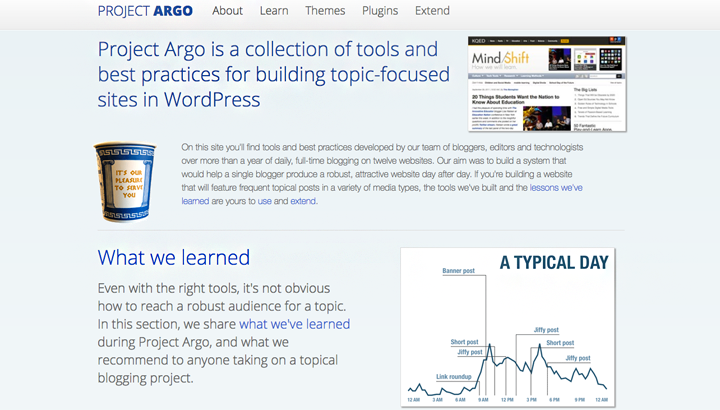 PROJECT ARGO About Learn Themes Plugins Extend
Project Argo is a collection of tools and
best practices for building topic-focused
sites in WordPress
KQED
Mind/Shift
How we will learn
20 Things Students Want the Nation to
Know About Education
The Big Lists
IT'S OUR
PLEASURE
TO SERVE
YOU
On this site you'll find tools and best practices developed by our team of bloggers, editors and technologists
over more than a year of daily, full-time blogging on twelve websites. Our aim was to build a system that
would help a single blogger produce a robust, attractive website day after day. If you're building a website
that will feature frequent topical posts in a variety of media types, the tools we've built and the lessons we've
learned are yours to use and extend.
What we learned
Even with the right tools, it's not obvious
how to reach a robust audience for a topic.
In this section, we share what we've learned
during Project Argo, and what we
recommend to anyone taking on a topical
blogging project.
A TYPICAL DAY
Banner post
Jiffy post
Short post
Short post
Jiffy post
Jiffy post
Link roundup
12 AM 3 AM 6 AM 9 AM 12 PM 3 PM 6 PM 9 PM 12 AM